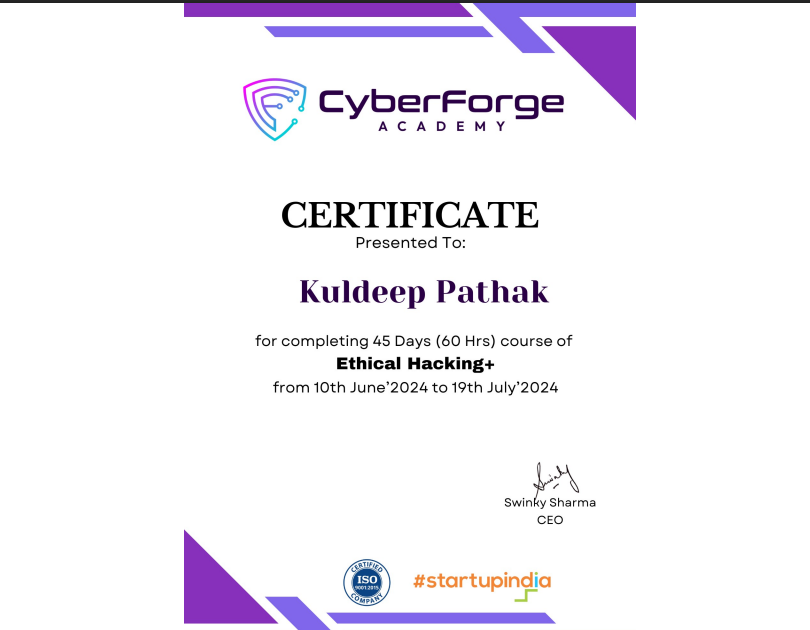 CyberForge
ACADEMY
CERTIFICATE
Presented To:
Kuldeep Pathak
for completing 45 Days (60 Hrs) course of
Ethical Hacking+
from 10th June’2024 to 19th July’2024
Swinky
Swinky Sharma
CEO
CERTIFIED
ISO
9001:2015
COMPANY
#startupindia